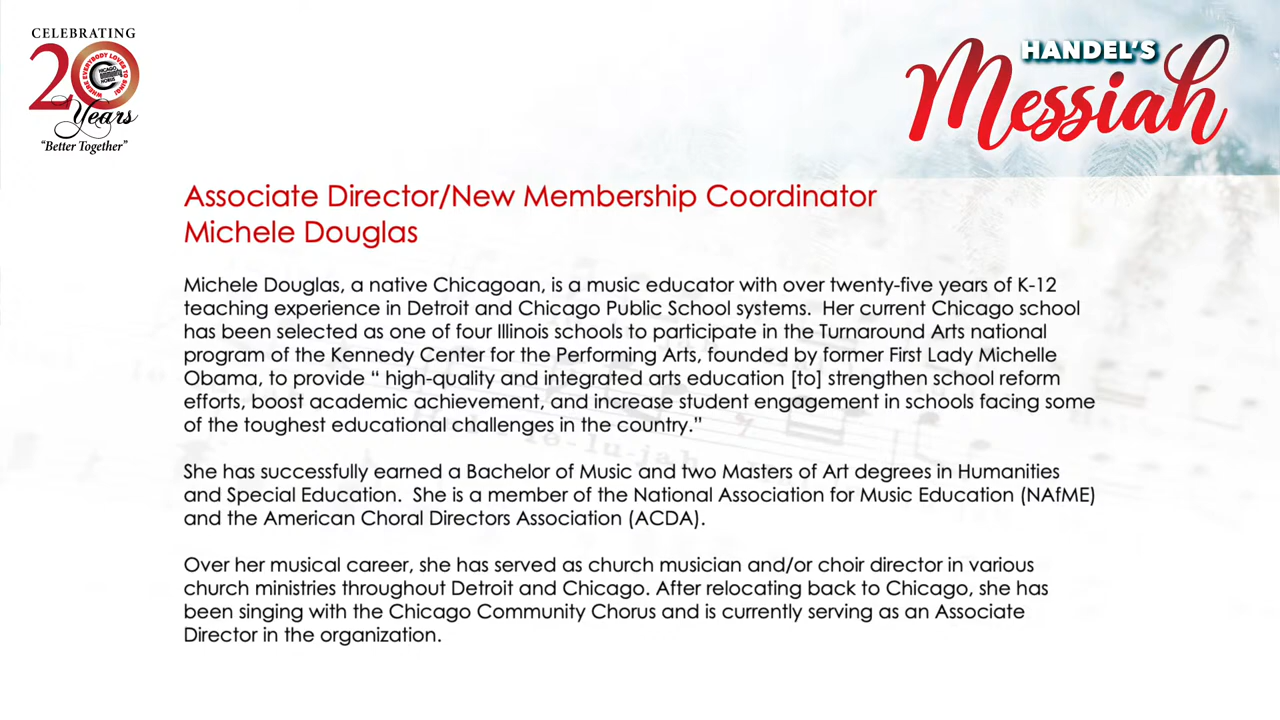 CELEBRATING
20
WHERE EVERYBODY LOVES TO SING!
Years
"Better Together"
HANDEL'S
Messiah
Associate Director/New Membership Coordinator
Michele Douglas
Michele Douglas, a native Chicagoan, is a music educator with over twenty-five years of K-12
teaching experience in Detroit and Chicago Public School systems.  Her current Chicago school
has been selected as one of four Illinois schools to participate in the Turnaround Arts national
program of the Kennedy Center for the Performing Arts, founded by former First Lady Michelle
Obama, to provide “ high-quality and integrated arts education [to] strengthen school reform
efforts, boost academic achievement, and increase student engagement in schools facing some
of the toughest educational challenges in the country.”
She has successfully earned a Bachelor of Music and two Masters of Art degrees in Humanities
and Special Education.  She is a member of the National Association for Music Education (NAfME)
and the American Choral Directors Association (ACDA).
Over her musical career, she has served as church musician and/or choir director in various
church ministries throughout Detroit and Chicago. After relocating back to Chicago, she has
been singing with the Chicago Community Chorus and is currently serving as an Associate
Director in the organization.